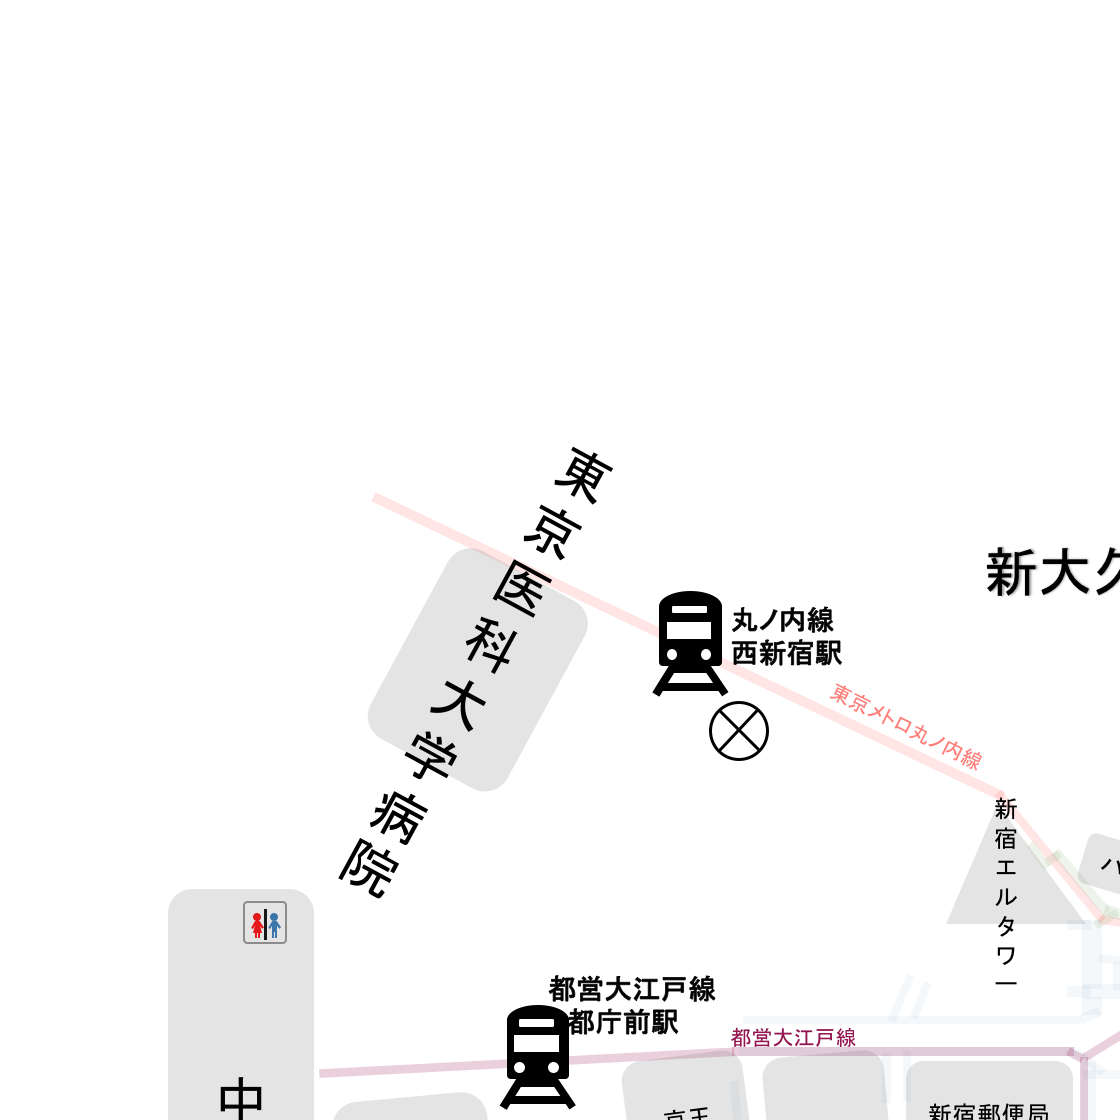 東京医科大学病院
新大久
丸ノ内線
西新宿駅
東京メトロ丸ノ内線
新宿エルタワー
ハ
都営大江戸線
都庁前駅
都営大江戸線
中
京王
新宿郵便局